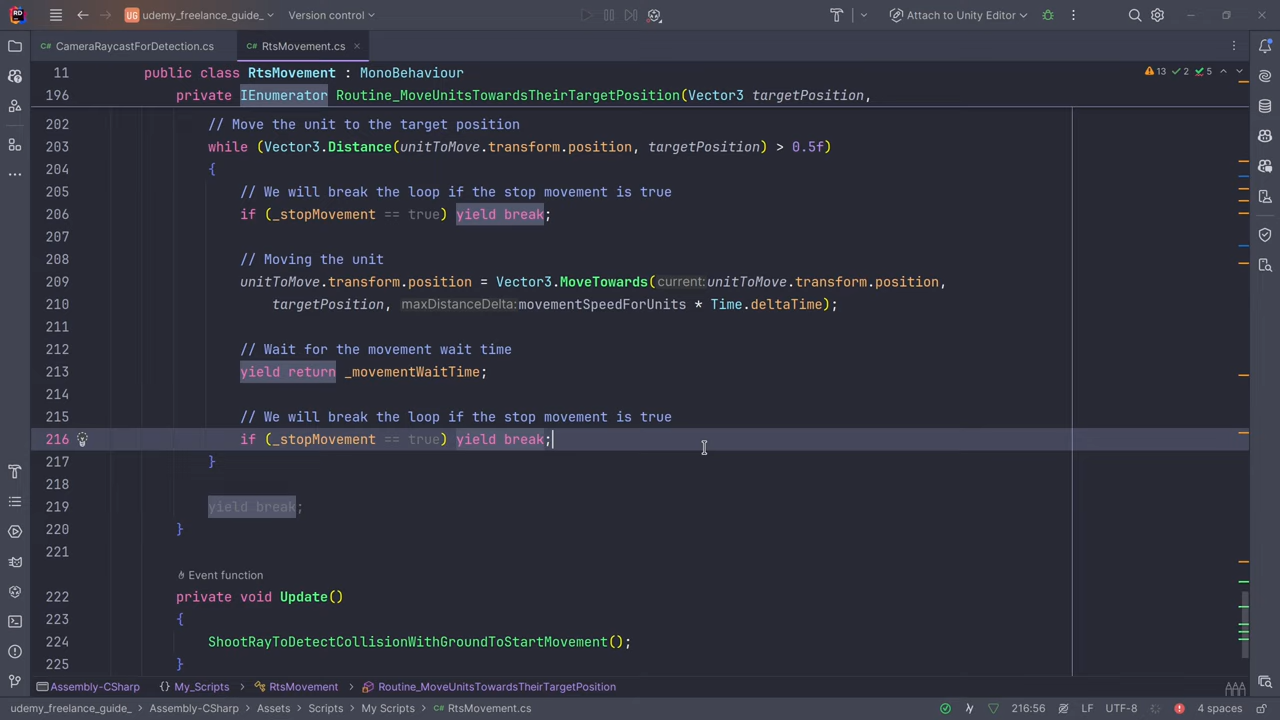 RD UG udemy_freelance_guide_ Version control Attach to Unity Editor
C# CameraRaycastForDetection.cs C# RtsMovement.cs
11 public class RtsMovement : MonoBehaviour 13 2 5
196 private IEnumerator Routine_MoveUnitsTowardsTheirTargetPosition(Vector3 targetPosition,
202 // Move the unit to the target position
203 while (Vector3.Distance(unitToMove.transform.position, targetPosition) > 0.5f)
204 {
205 // We will break the loop if the stop movement is true
206 if (_stopMovement == true) yield break;
207
208 // Moving the unit
209 unitToMove.transform.position = Vector3.MoveTowards(current:unitToMove.transform.position,
210 targetPosition, maxDistanceDelta:movementSpeedForUnits * Time.deltaTime);
211
212 // Wait for the movement wait time
213 yield return _movementWaitTime;
214
215 // We will break the loop if the stop movement is true
216 if (_stopMovement == true) yield break;
217 }
218
219 yield break;
220 }
221
Event function
222 private void Update()
223 {
224 ShootRayToDetectCollisionWithGroundToStartMovement();
225 }
Assembly-CSharp {} My_Scripts RtsMovement Routine_MoveUnitsTowardsTheirTargetPosition
udemy_freelance_guide_ Assembly-CSharp Assets Scripts My Scripts C# RtsMovement.cs 216:56 LF UTF-8 4 spaces